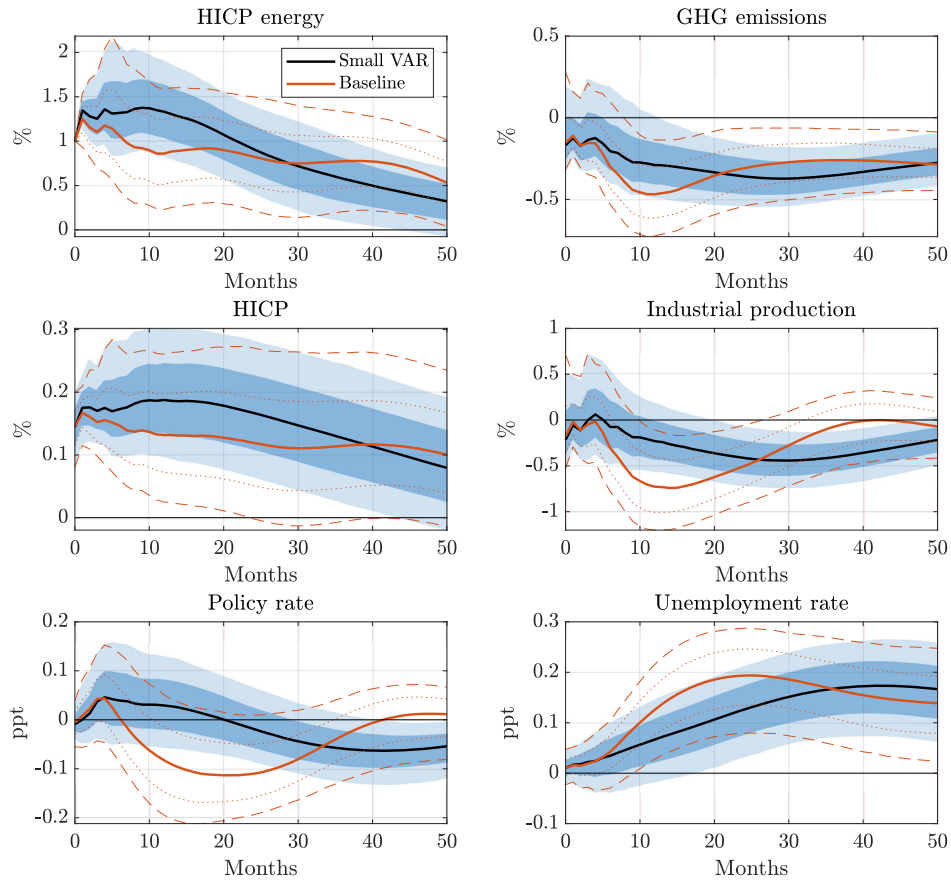 HICP energy
2
1.5
1
0.5
0
%
Small VAR
Baseline
0 10 20 30 40 50
Months
GHG emissions
0.5
0
-0.5
%
0 10 20 30 40 50
Months
HICP
0.3
0.2
0.1
0
%
0 10 20 30 40 50
Months
Industrial production
1
0.5
0
-0.5
-1
%
0 10 20 30 40 50
Months
Policy rate
0.2
0.1
0
-0.1
-0.2
ppt
0 10 20 30 40 50
Months
Unemployment rate
0.3
0.2
0.1
0
-0.1
ppt
0 10 20 30 40 50
Months